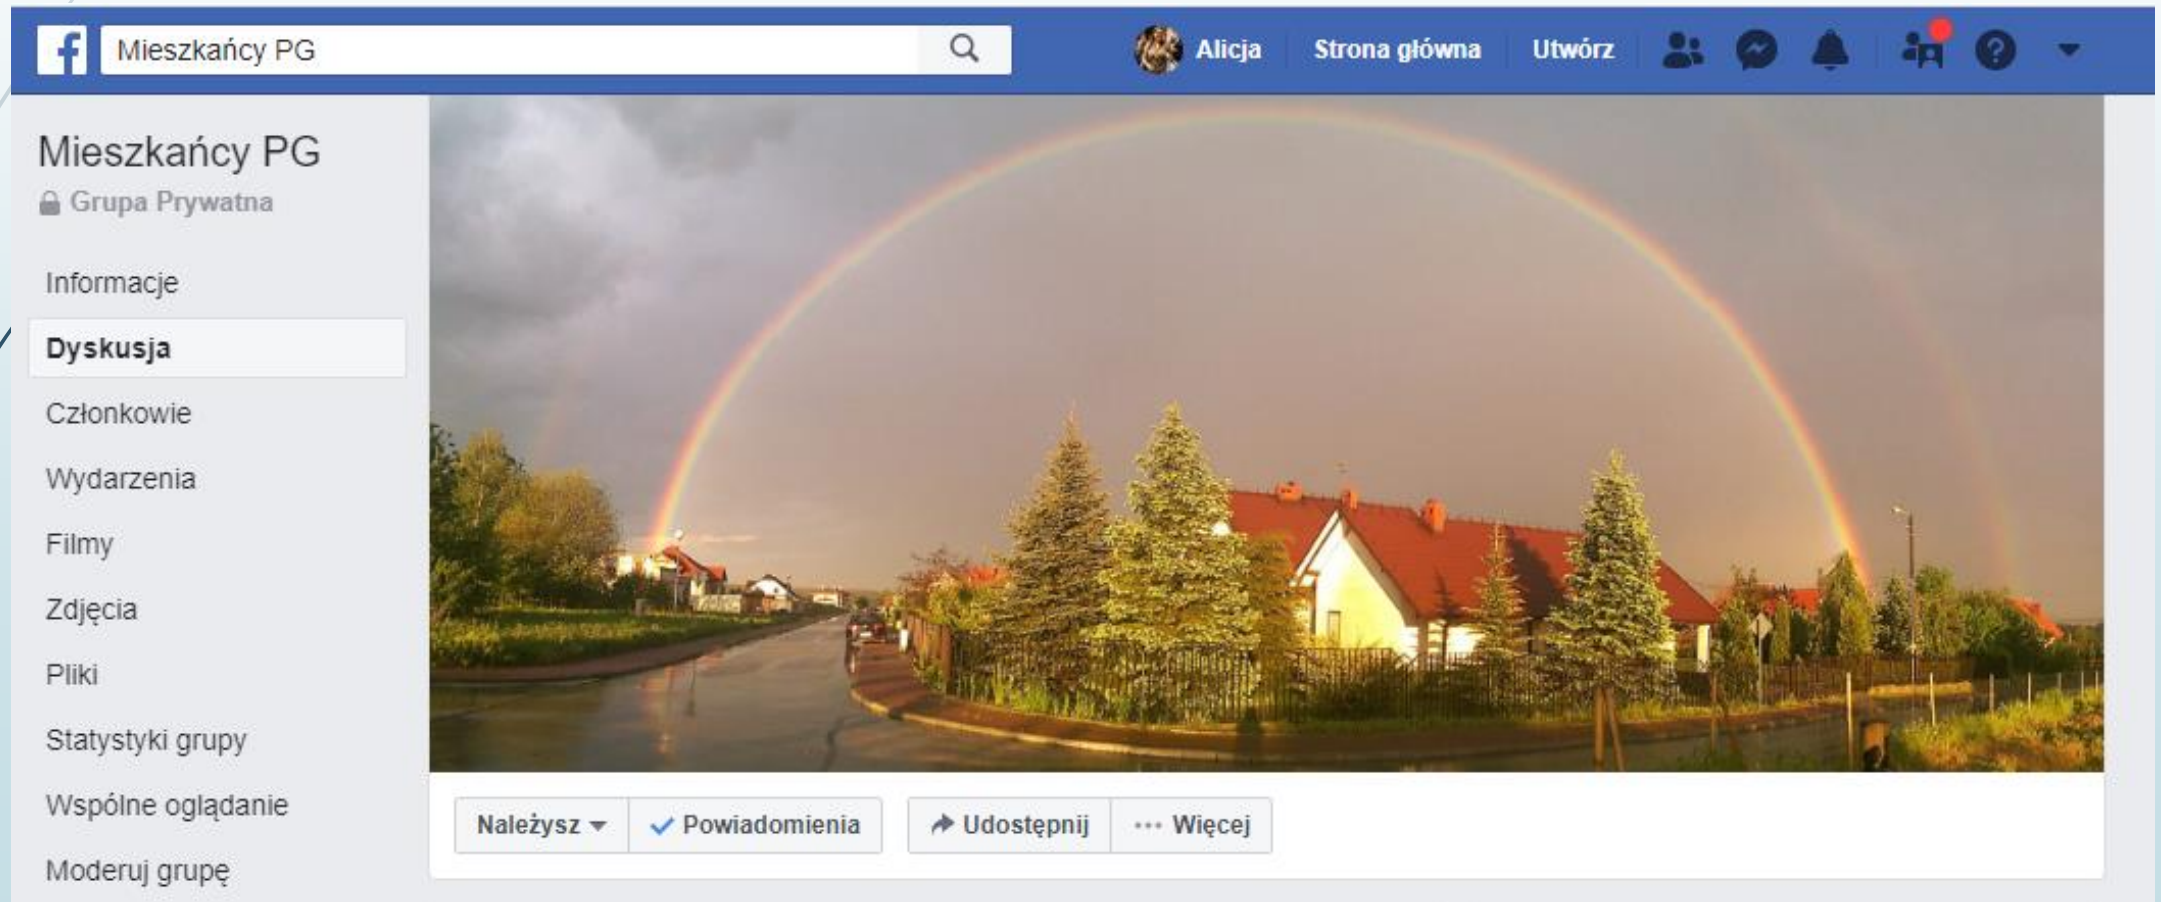 Mieszkańcy PG
Alicja
Strona główna
Utwórz
Mieszkańcy PG
Grupa Prywatna
Informacje
Dyskusja
Członkowie
Wydarzenia
Filmy
Zdjęcia
Pliki
Statystyki grupy
Wspólne oglądanie
Moderuj grupę
Należysz
Powiadomienia
Udostępnij
Więcej